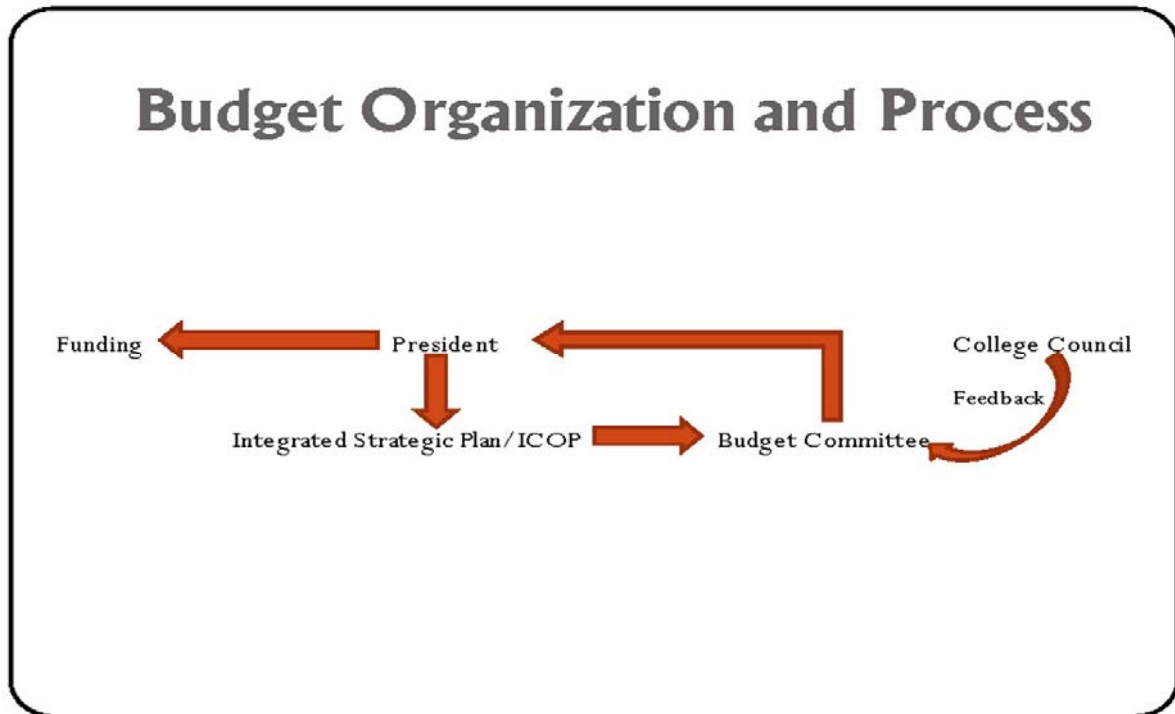 Budget Organization and Process
Funding
President
College Council
Feedback
Integrated Strategic Plan/ICOP
Budget Committee